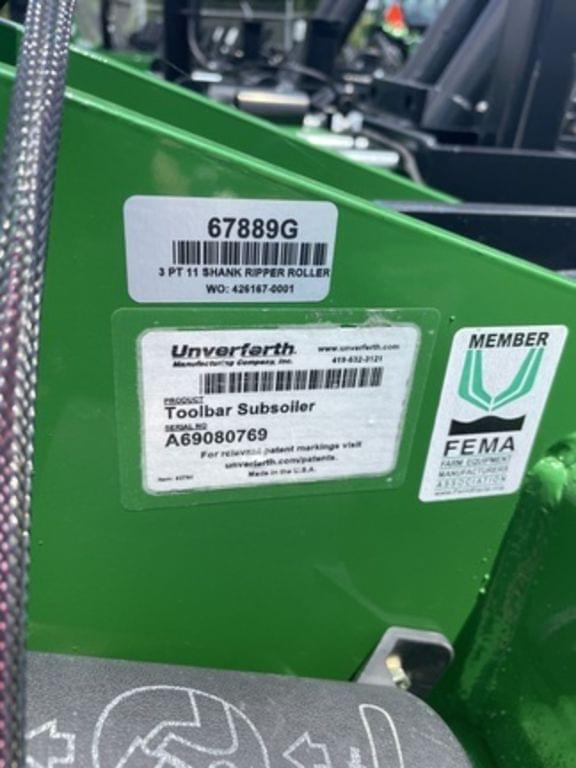 67889G
3 PT 11 SHANK RIPPER ROLLER
WO: 426167-0001
Unverferth
Manufacturing Company, Inc.
www.unverferth.com
419-532-3121
PRODUCT
Toolbar Subsoiler
SERIAL NO
A69080769
For relevant patent markings visit
unverferth.com/patents.
Made in the U.S.A.
MEMBER
FEMA
FARM EQUIPMENT
MANUFACTURERS
ASSOCIATION